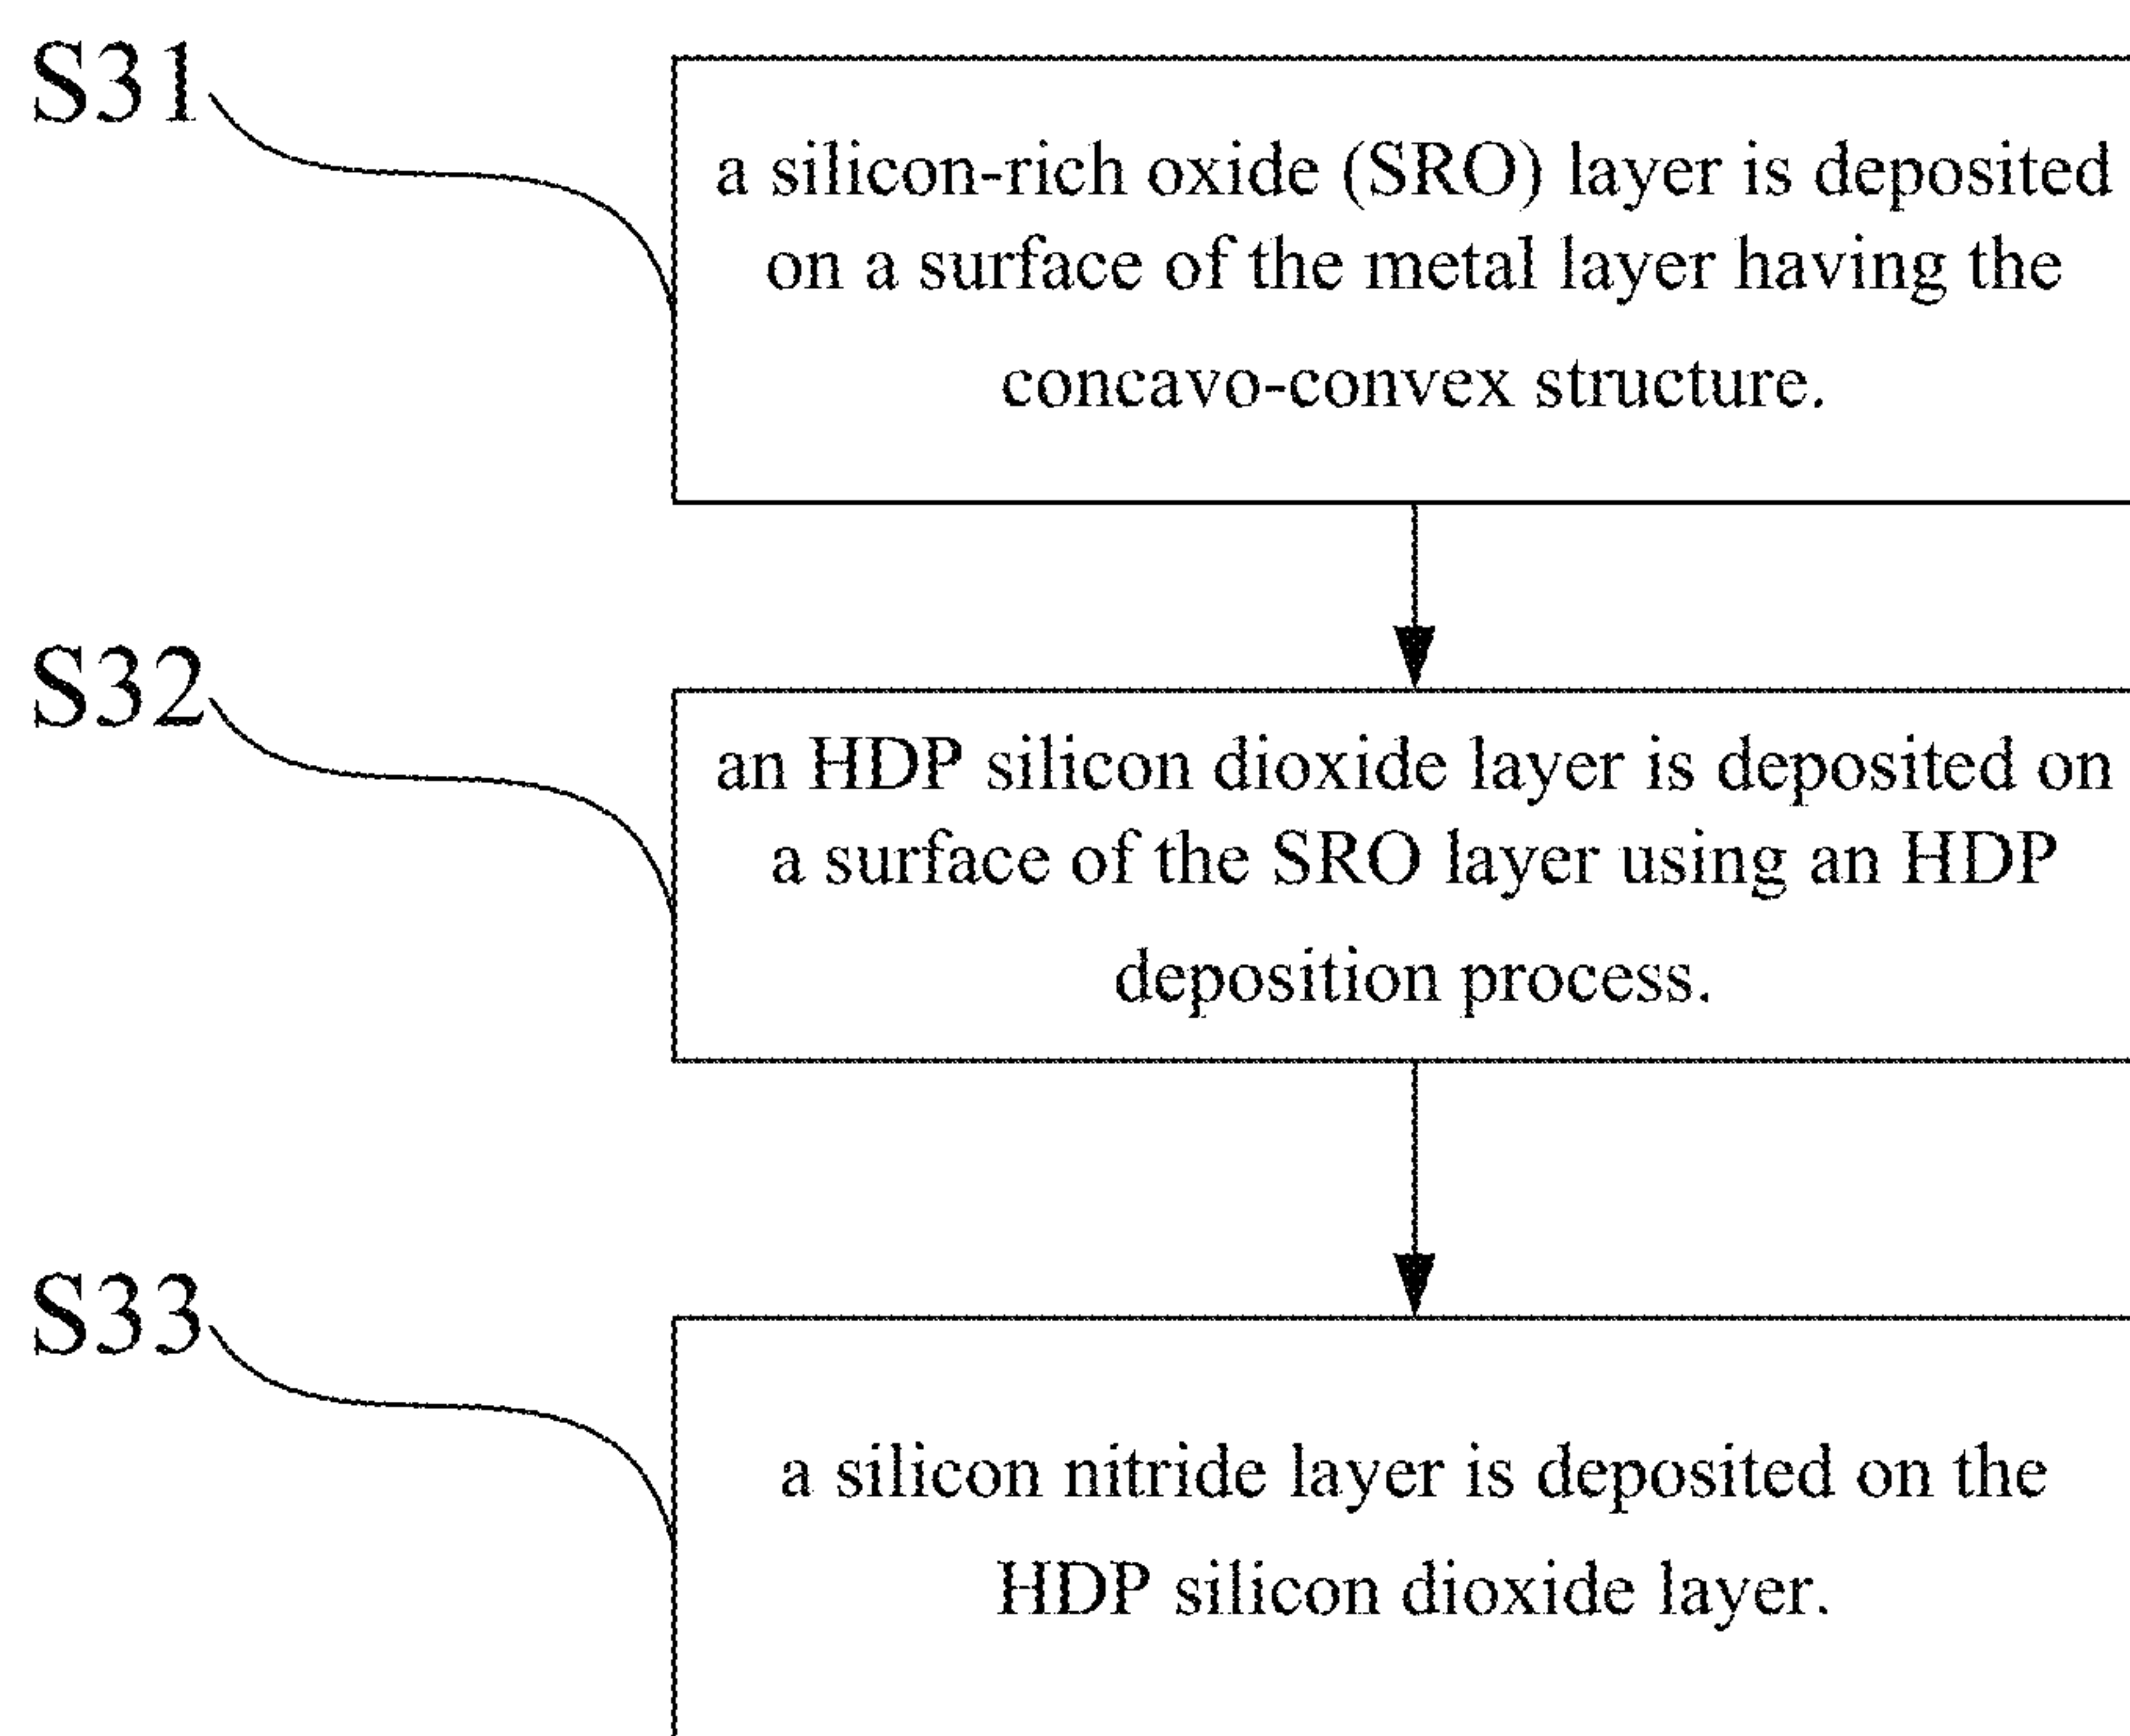 S31
a silicon-rich oxide (SRO) layer is deposited
on a surface of the metal layer having the
concavo-convex structure.
S32
an HDP silicon dioxide layer is deposited on
a surface of the SRO layer using an HDP
deposition process.
S33
a silicon nitride layer is deposited on the
HDP silicon dioxide layer.